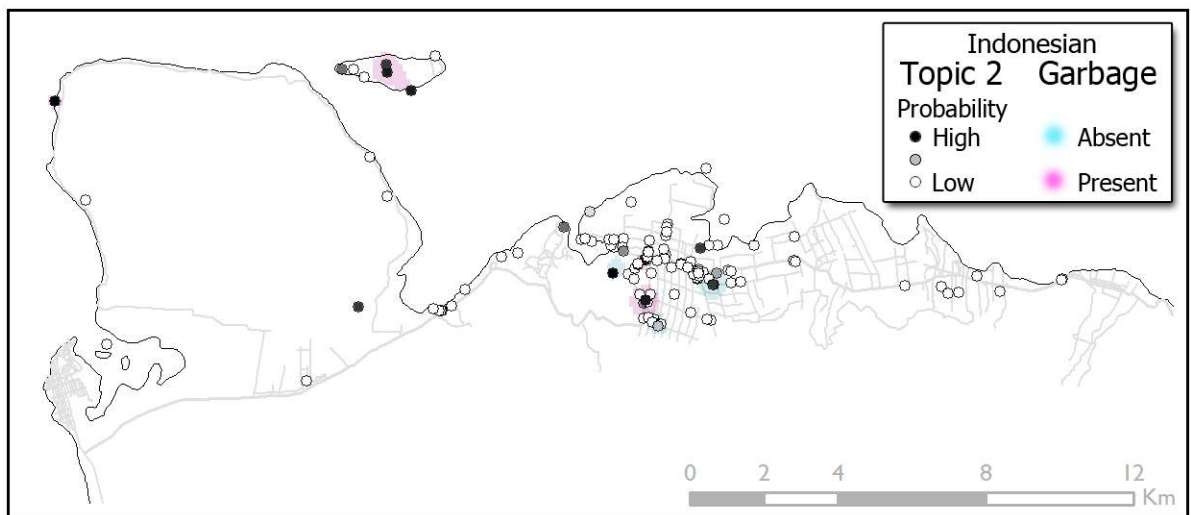 Indonesian
Topic 2 Garbage
Probability
High Absent
Low Present
0 2 4 8 12
Km